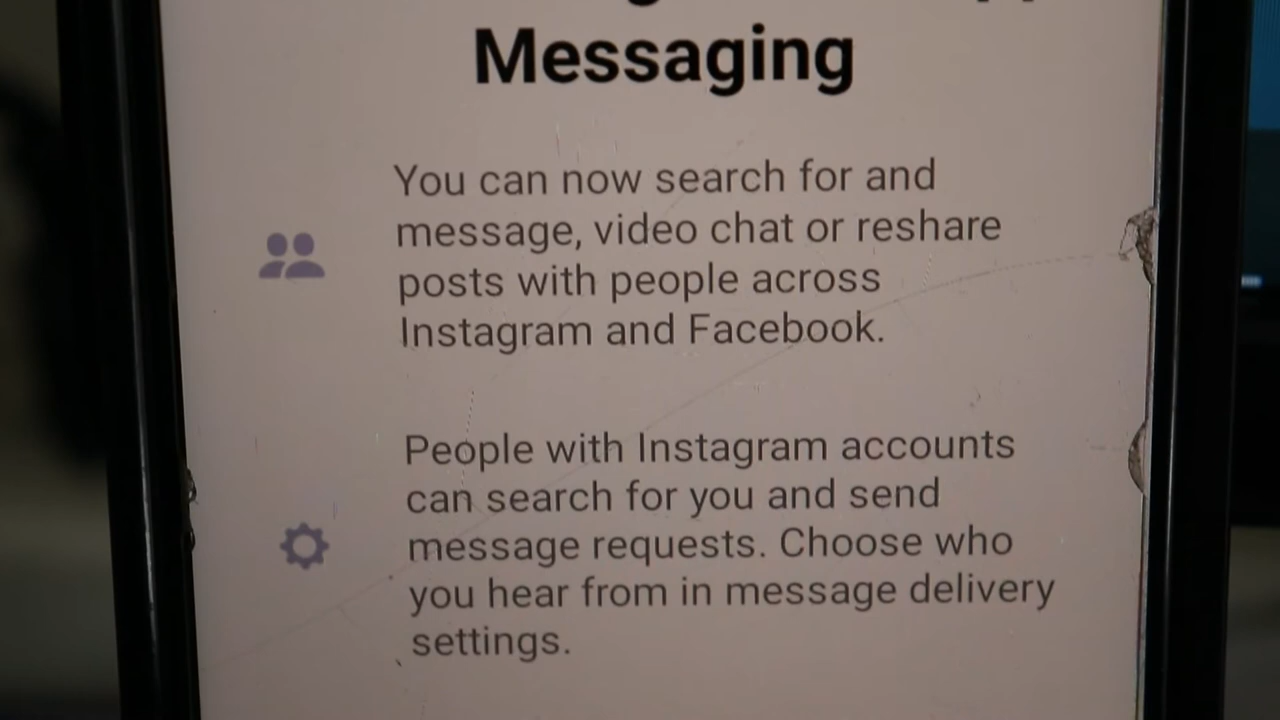 Messaging
You can now search for and
message, video chat or reshare
posts with people across
Instagram and Facebook.
People with Instagram accounts
can search for you and send
message requests. Choose who
you hear from in message delivery
settings.